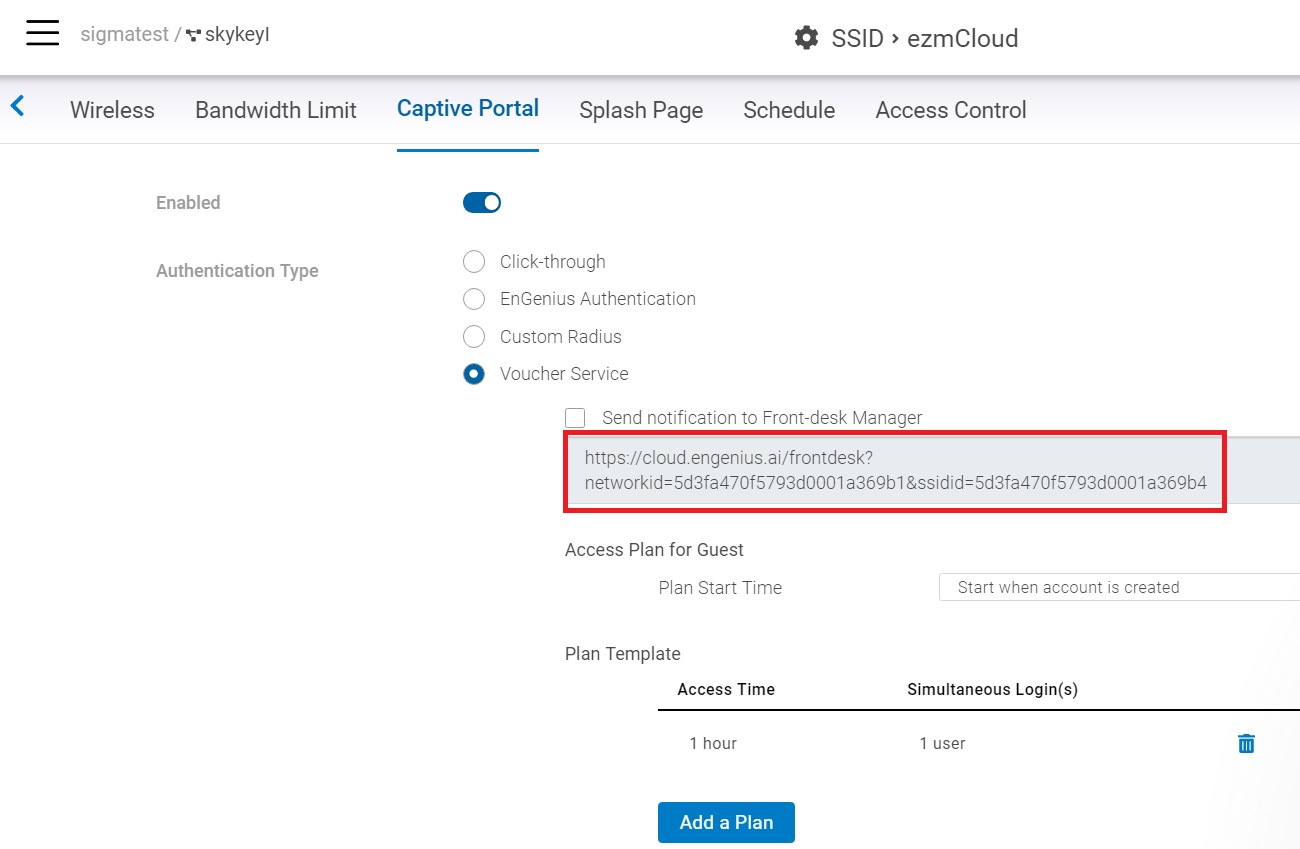 sigmatest / skykeyI
SSID › ezmCloud
Wireless Bandwidth Limit Captive Portal Splash Page Schedule Access Control
Enabled
Authentication Type
Click-through
EnGenius Authentication
Custom Radius
Voucher Service
Send notification to Front-desk Manager
https://cloud.engenius.ai/frontdesk?
networkid=5d3fa470f5793d0001a369b1&ssidid=5d3fa470f5793d0001a369b4
Access Plan for Guest
Plan Start Time Start when account is created
Plan Template
Access Time Simultaneous Login(s)
1 hour 1 user
Add a Plan